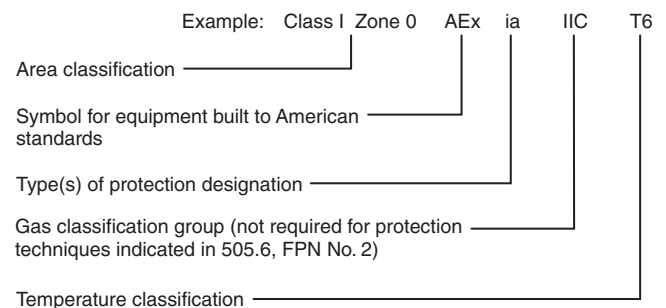 Example: Class I Zone 0 AEx ia IIC T6
Area classification
Symbol for equipment built to American
standards
Type(s) of protection designation
Gas classification group (not required for protection
techniques indicated in 505.6, FPN No. 2)
Temperature classification